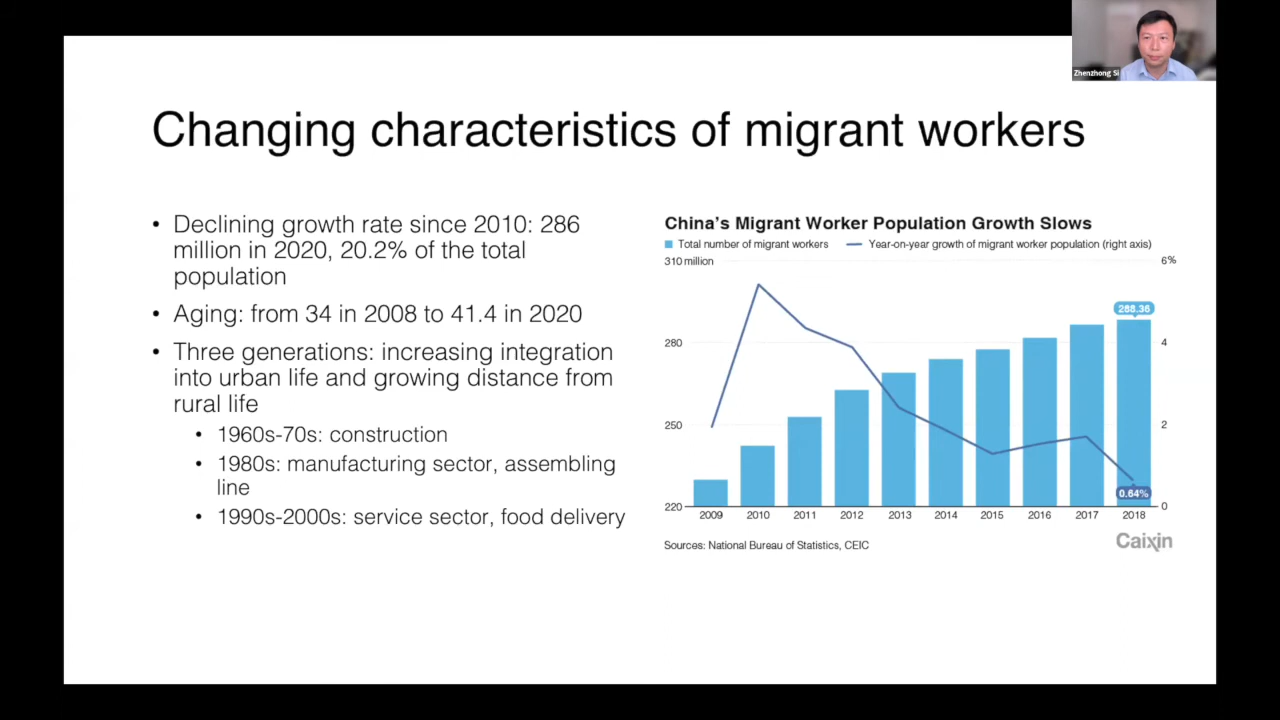 Zhenzhong Si
Changing characteristics of migrant workers
• Declining growth rate since 2010: 286
million in 2020, 20.2% of the total
population
• Aging: from 34 in 2008 to 41.4 in 2020
• Three generations: increasing integration
into urban life and growing distance from
rural life
• 1960s-70s: construction
• 1980s: manufacturing sector, assembling
line
• 1990s-2000s: service sector, food delivery
China's Migrant Worker Population Growth Slows
Total number of migrant workers
Year-on-year growth of migrant worker population (right axis)
310 million
6%
288.36
280
4
250
2
0.64%
220
0
2009 2010 2011 2012 2013 2014 2015 2016 2017 2018
Sources: National Bureau of Statistics, CEIC
Caixin